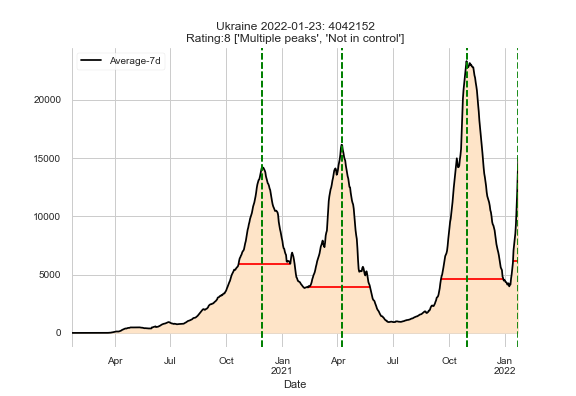 Ukraine 2022-01-23: 4042152
Rating:8 ['Multiple peaks', 'Not in control']
Average-7d
20000
15000
10000
5000
0
Apr Jul Oct Jan Apr Jul Oct Jan
2021 2022
Date